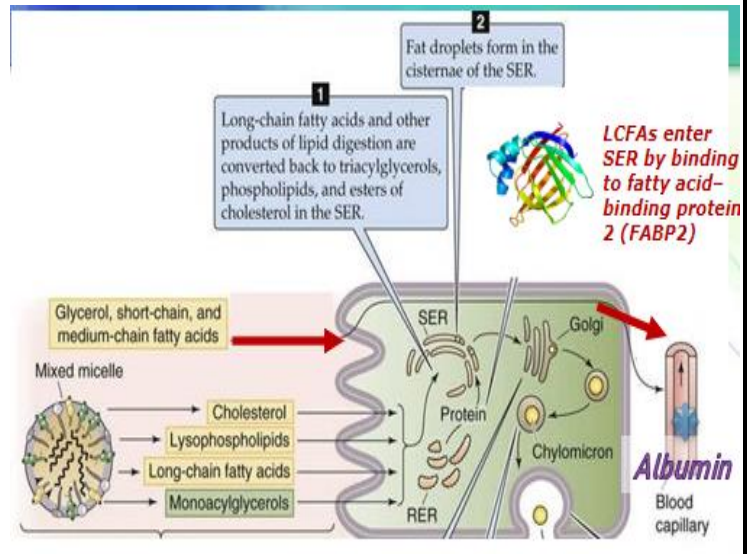 2
Fat droplets form in the
cisternae of the SER.
1
Long-chain fatty acids and other
products of lipid digestion are
converted back to triacylglycerols,
phospholipids, and esters of
cholesterol in the SER.
LCFAs enter
SER by binding
to fatty acid–
binding protein
2 (FABP2)
Glycerol, short-chain, and
medium-chain fatty acids
SER
Golgi
Mixed micelle
Cholesterol
Protein
Lysophospholipids
Long-chain fatty acids
Chylomicron
Monoacylglycerols
RER
Albumin
Blood
capillary